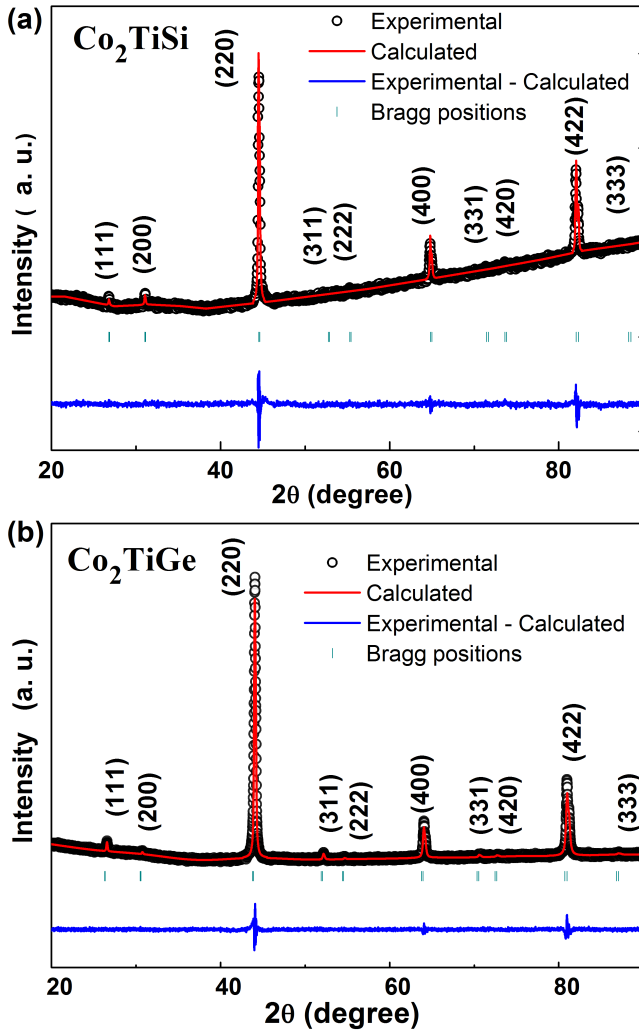 (a)
Co₂TiSi
Experimental
Calculated
Experimental - Calculated
Bragg positions
(111)
(200)
(220)
(311)
(222)
(400)
(331)
(420)
(422)
(333)
Intensity ( a. u.)
20
40
60
80
2θ (degree)
(b)
Co₂TiGe
Experimental
Calculated
Experimental - Calculated
Bragg positions
(111)
(200)
(220)
(311)
(222)
(400)
(331)
(420)
(422)
(333)
Intensity (a. u.)
20
40
60
80
2θ (degree)